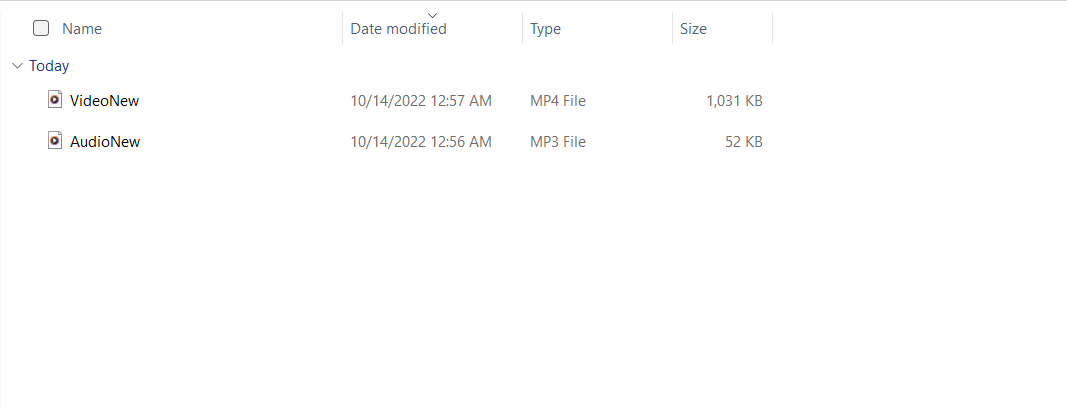 Name Date modified Type Size
Today
VideoNew 10/14/2022 12:57 AM MP4 File 1,031 KB
AudioNew 10/14/2022 12:56 AM MP3 File 52 KB